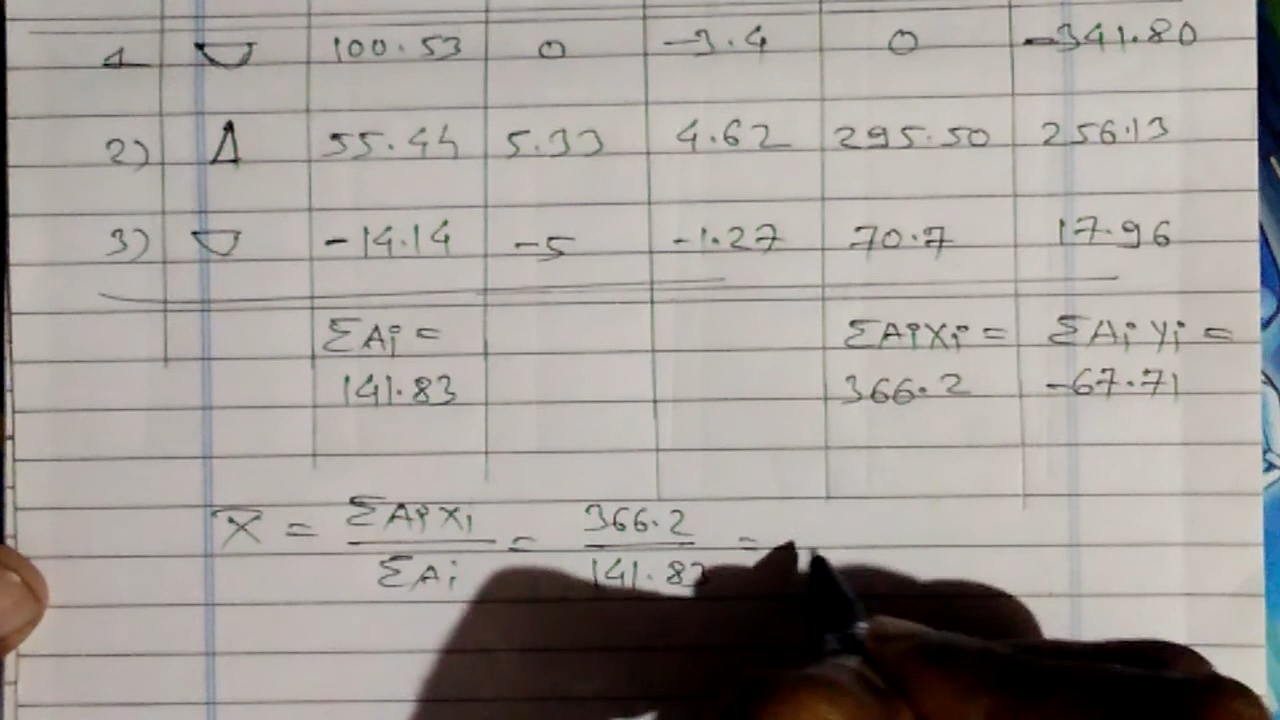 1 100.53 0 -3.4 0 -341.80
2) Δ 55.44 5.33 4.62 295.50 256.13
3) -14.14 -5 -1.27 70.7 17.96
ΣAi = ΣAiXi = ΣAiyi =
141.83 366.2 -67.71
X̅ = ΣAiXi / ΣAi = 366.2 / 141.83 =